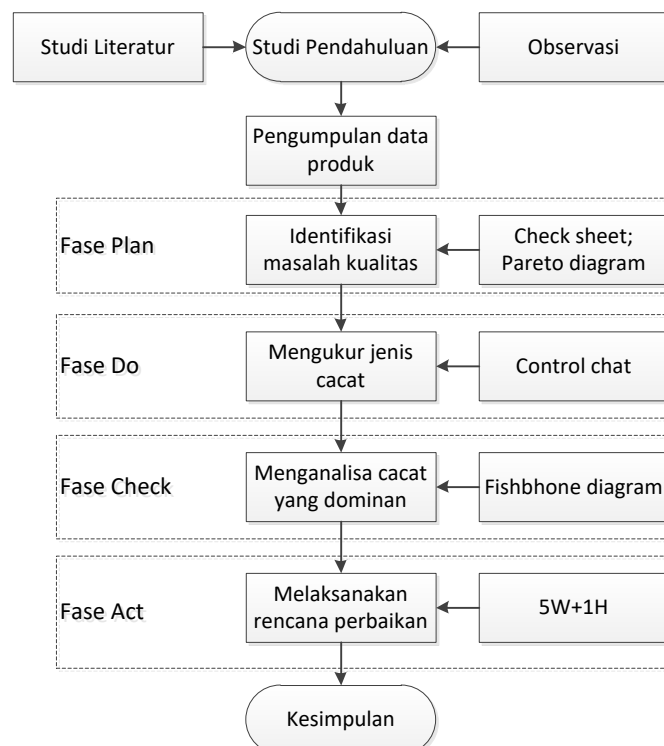 Studi Literatur
Studi Pendahuluan
Observasi
Pengumpulan data
produk
Fase Plan
Identifikasi
masalah kualitas
Check sheet;
Pareto diagram
Fase Do
Mengukur jenis
cacat
Control chat
Fase Check
Menganalisa cacat
yang dominan
Fishbhone diagram
Fase Act
Melaksanakan
rencana perbaikan
5W+1H
Kesimpulan